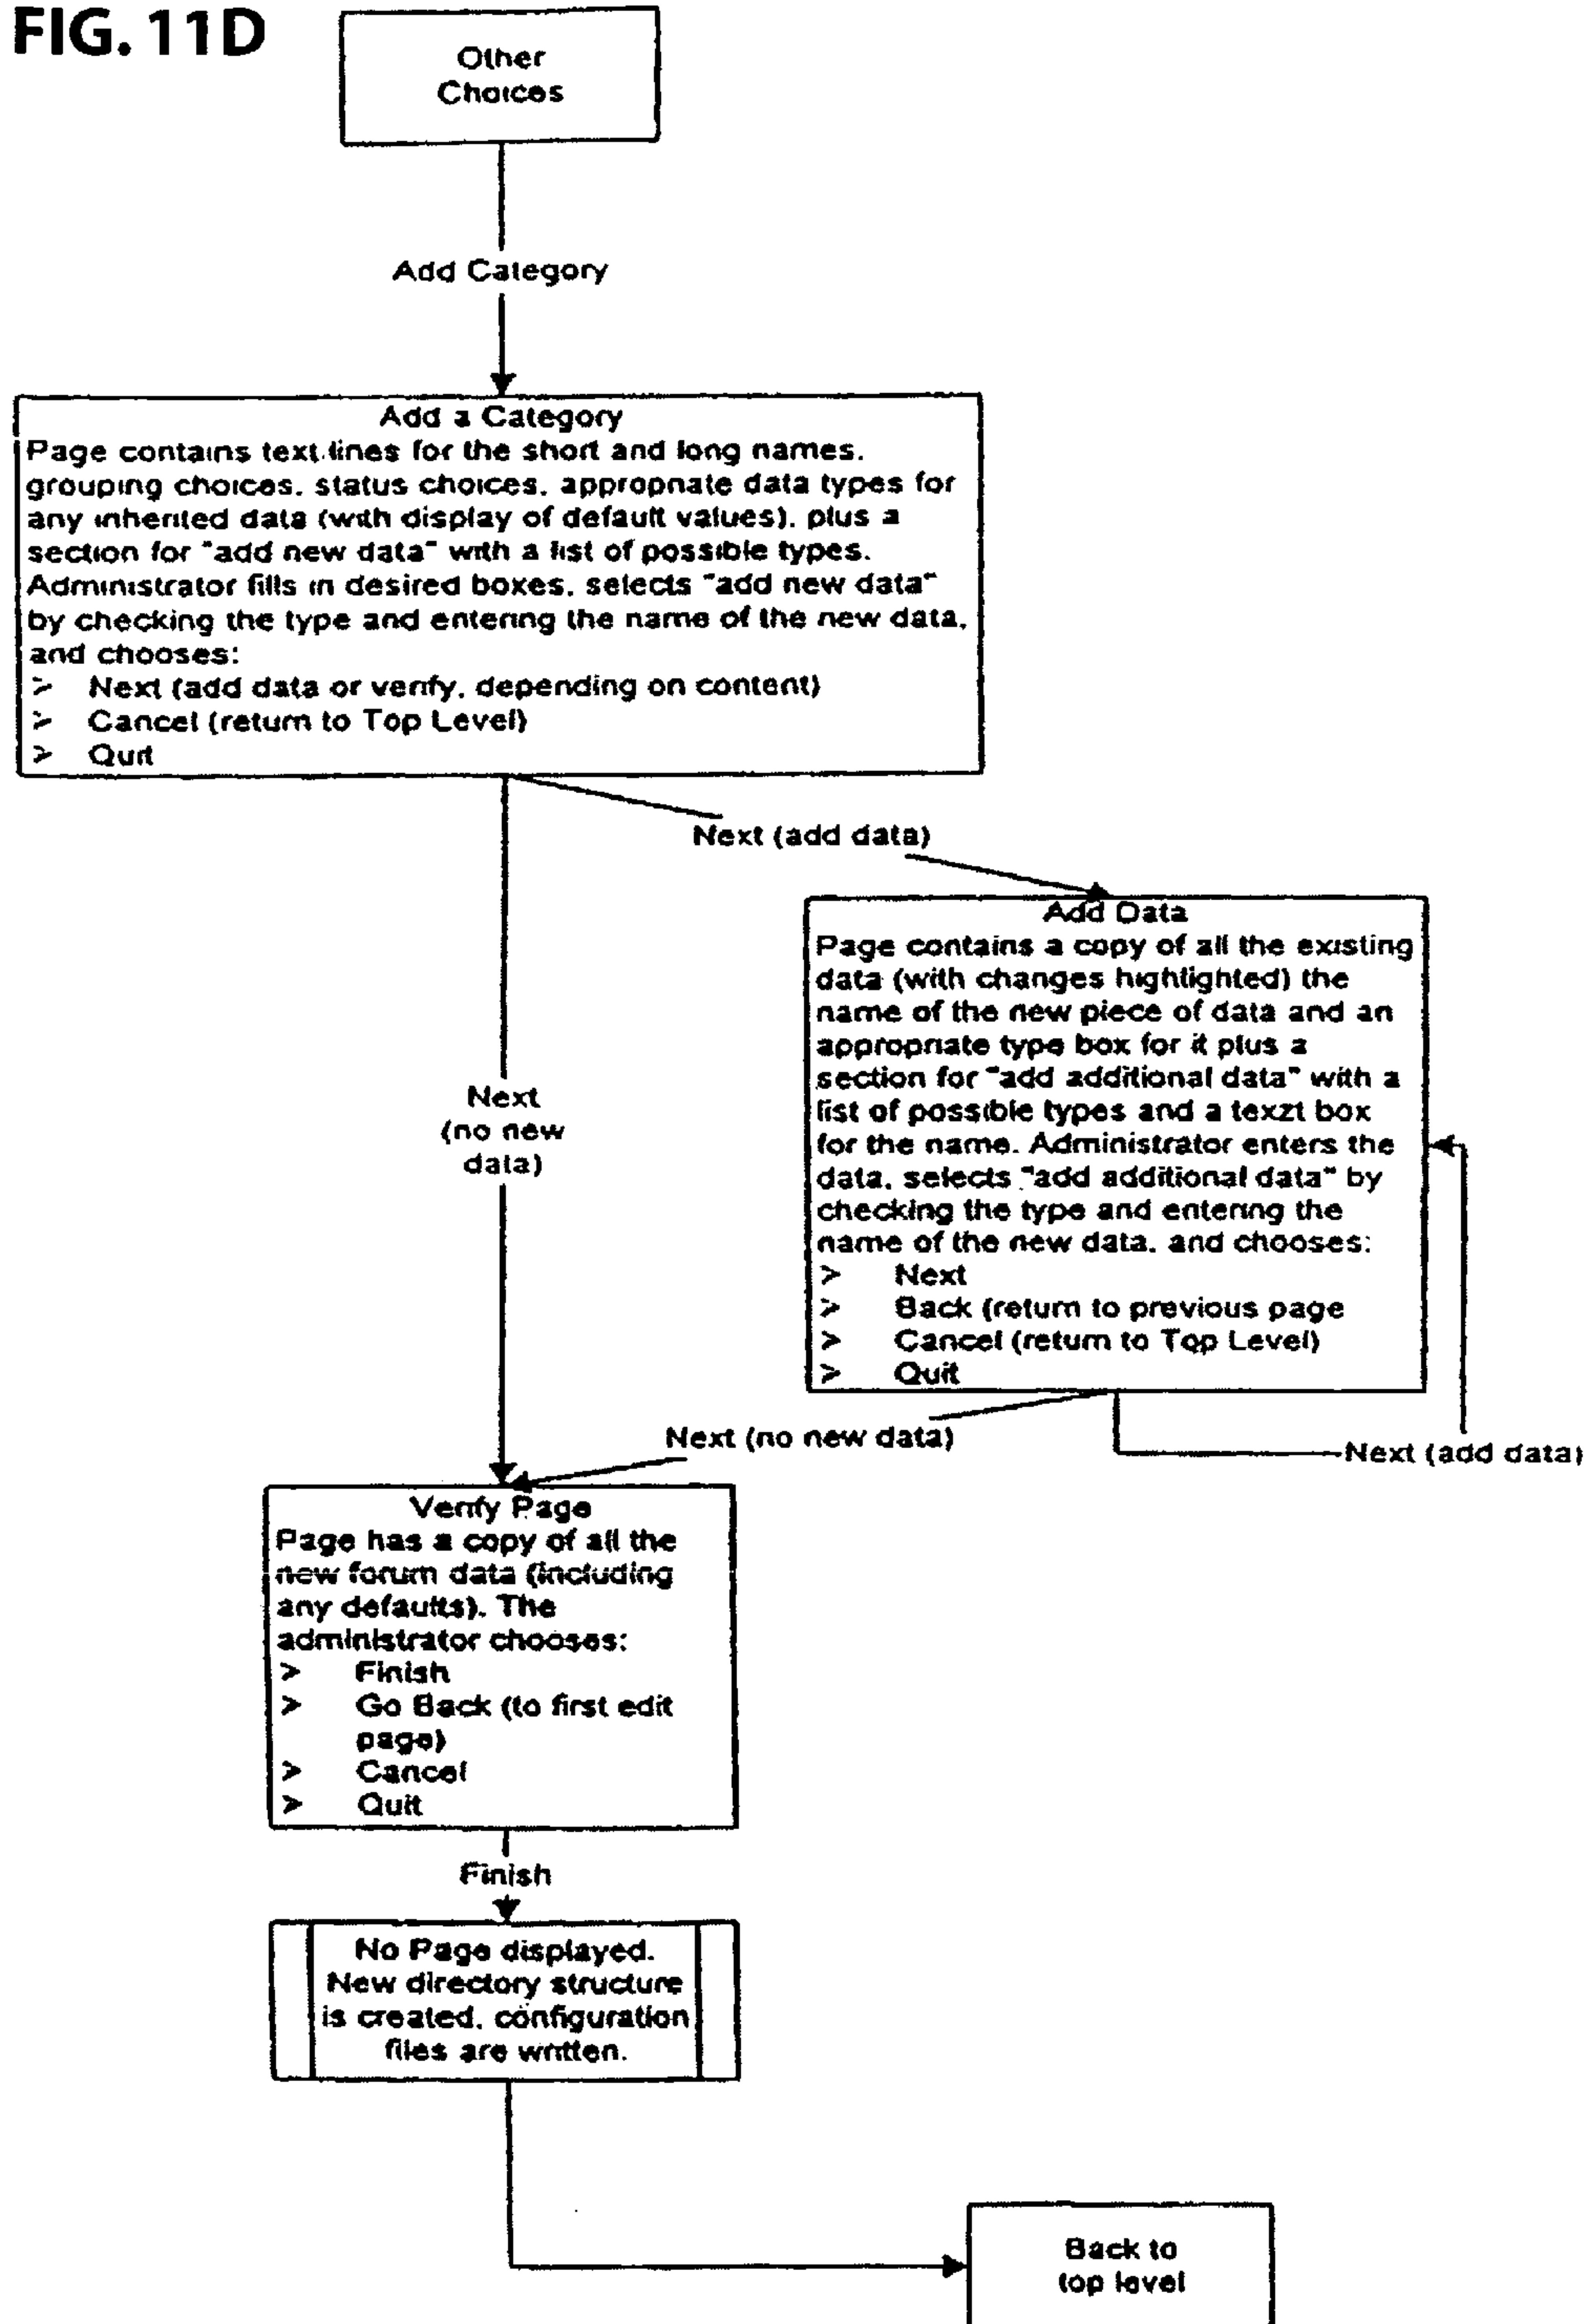 FIG. 11D
Other
Choices
Add Category
Add a Category
Page contains text lines for the short and long names,
grouping choices, status choices, appropriate data types for
any inherited data (with display of default values), plus a
section for "add new data" with a list of possible types.
Administrator fills in desired boxes, selects "add new data"
by checking the type and entering the name of the new data,
and chooses:
> Next (add data or verify, depending on content)
> Cancel (return to Top Level)
> Quit
Next (add data)
Add Data
Page contains a copy of all the existing
data (with changes highlighted) the
name of the new piece of data and an
appropriate type box for it plus a
section for "add additional data" with a
list of possible types and a texzt box
for the name. Administrator enters the
data, selects "add additional data" by
checking the type and entering the
name of the new data, and chooses:
> Next
> Back (return to previous page
> Cancel (return to Top Level)
> Quit
Next
(no new
data)
Next (no new data)
Next (add data)
Verify Page
Page has a copy of all the
new forum data (including
any defaults). The
administrator chooses:
> Finish
> Go Back (to first edit
page)
> Cancel
> Quit
Finish
No Page displayed.
New directory structure
is created, configuration
files are written.
Back to
top level